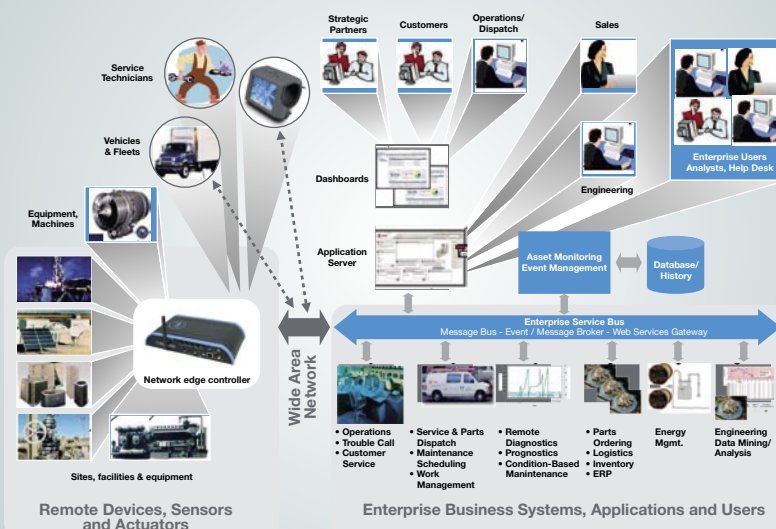 Strategic
Partners
Customers
Operations/
Dispatch
Sales
Service
Technicians
Vehicles
& Fleets
Dashboards
Enterprise Users
Analysts, Help Desk
Engineering
Equipment,
Machines
Application
Server
Asset Monitoring
Event Management
Database/
History
Enterprise Service Bus
Message Bus - Event / Message Broker - Web Services Gateway
Network edge controller
Wide Area
Network
Sites, facilities & equipment
• Operations
• Trouble Call
• Customer
Service
• Service & Parts
Dispatch
• Maintenance
Scheduling
• Work
Management
• Remote
Diagnostics
• Prognostics
• Condition-Based
Manintenance
• Parts
Ordering
• Logistics
• Inventory
• ERP
Energy
Mgmt.
Engineering
Data Mining/
Analysis
Remote Devices, Sensors
and Actuators
Enterprise Business Systems, Applications and Users